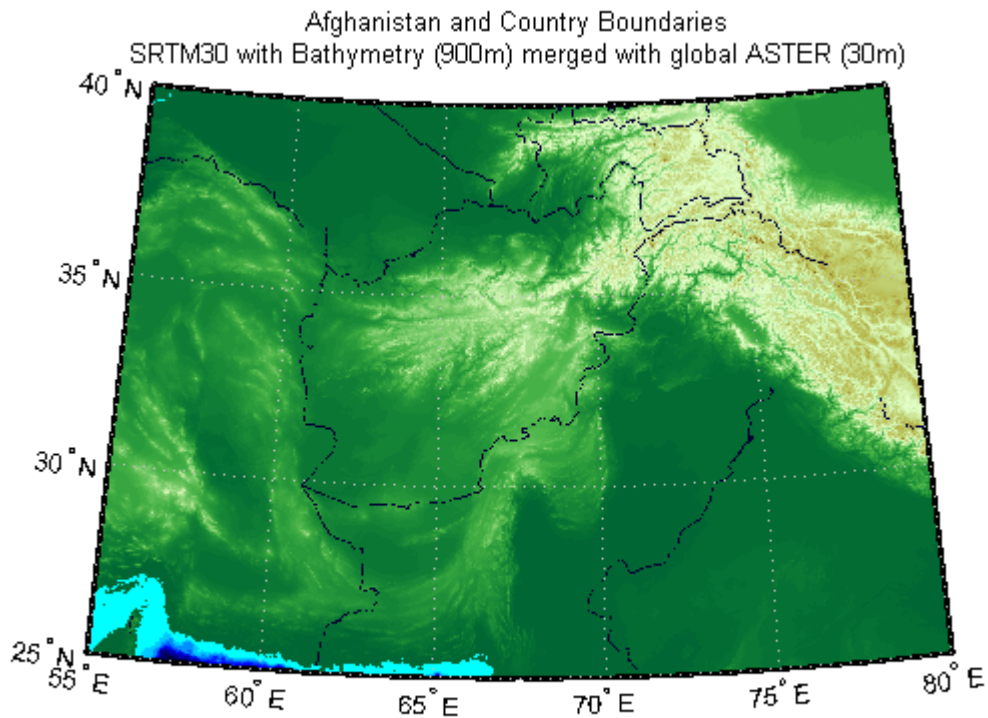 Afghanistan and Country Boundaries
SRTM30 with Bathymetry (900m) merged with global ASTER (30m)
40°N
35°N
30°N
25°N
55°E
60°E
65°E
70°E
75°E
80°E